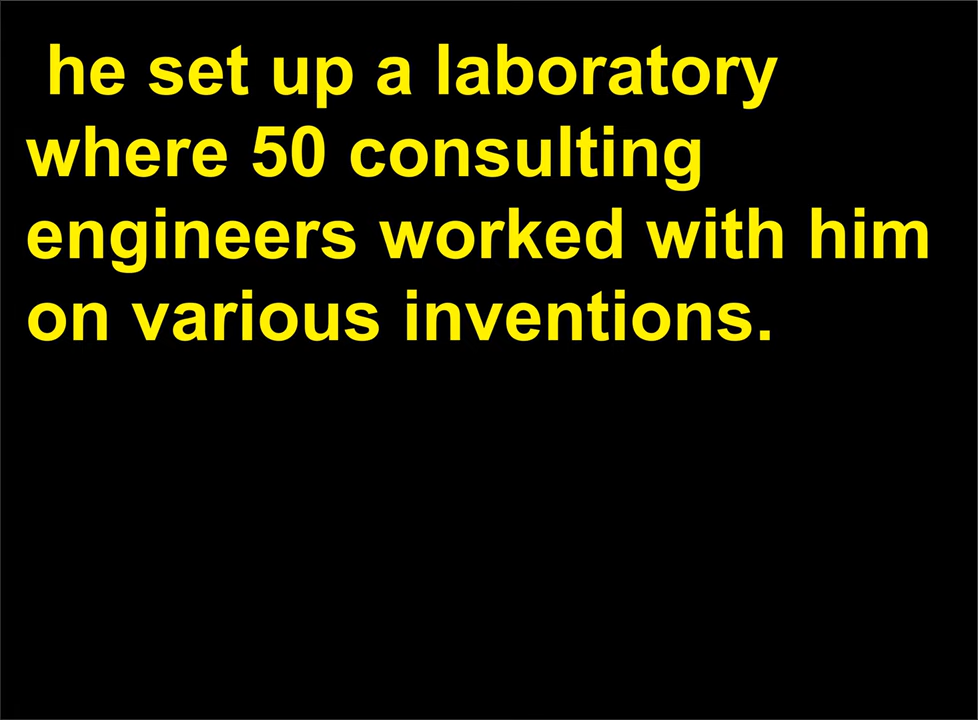 he set up a laboratory
where 50 consulting
engineers worked with him
on various inventions.